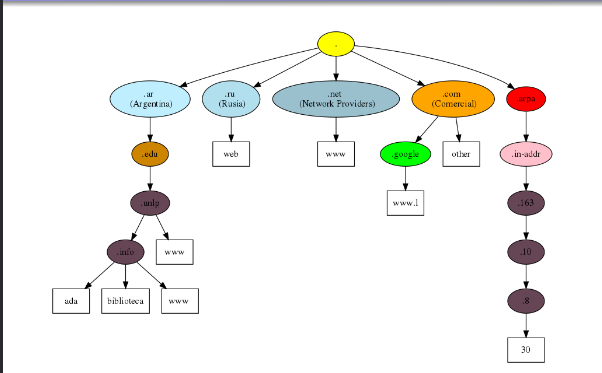 .
.ar
(Argentina)
.ru
(Rusia)
.net
(Network Providers)
.com
(Comercial)
.arpa
.edu
web
www
.google
other
.in-addr
.unlp
www.l
.163
.info
www
.10
ada
biblioteca
www
.8
30